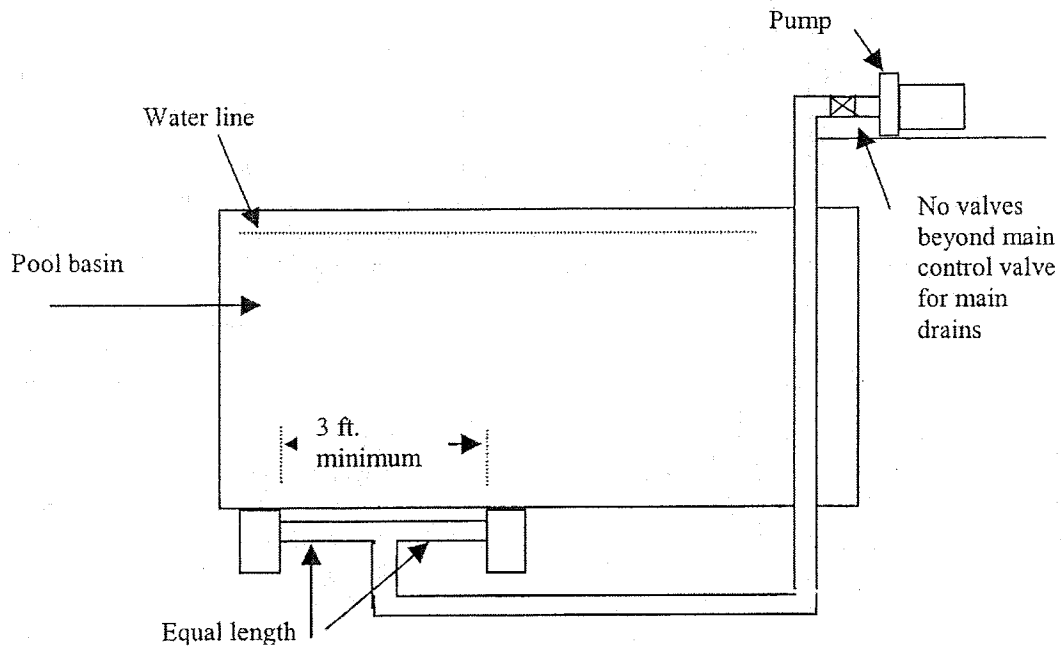 Pump
Water line
No valves
beyond main
control valve
for main
drains
Pool basin
3 ft.
minimum
Equal length